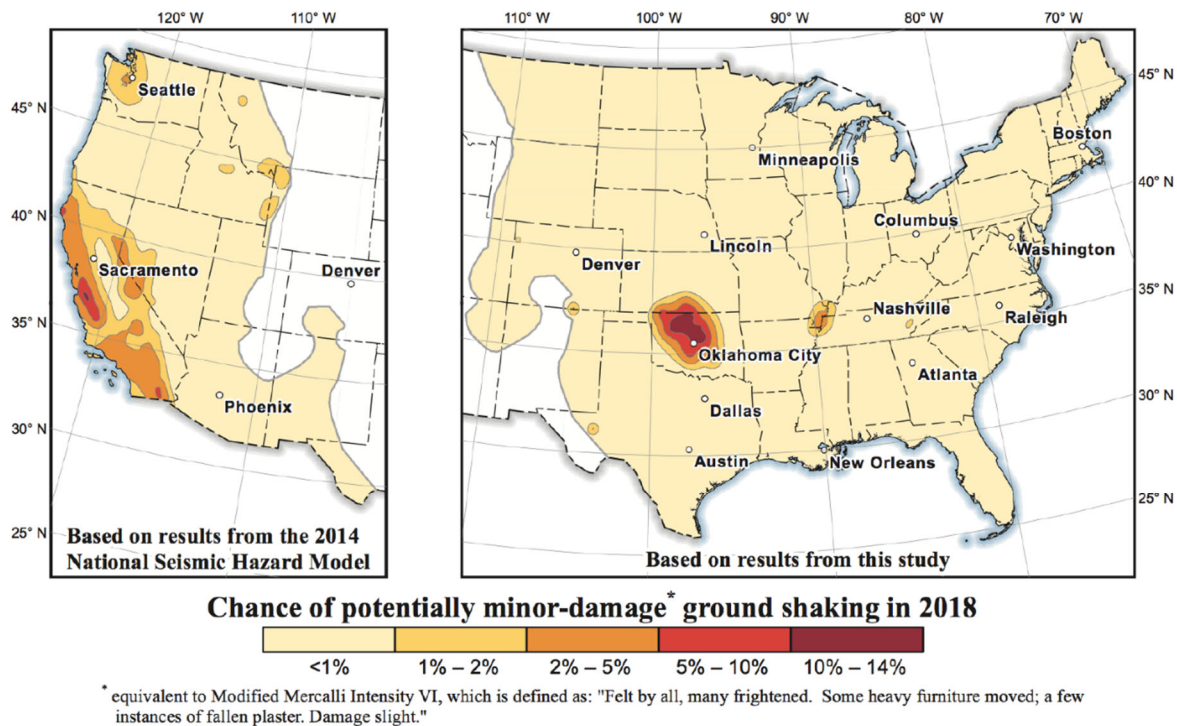 120° W
110° W
110° W
100° W
90° W
80° W
70° W
45° N
40° N
35° N
30° N
25° N
Seattle
Sacramento
Denver
Phoenix
Based on results from the 2014
National Seismic Hazard Model
Boston
Minneapolis
Columbus
Lincoln
Washington
Denver
Nashville
Raleigh
Oklahoma City
Atlanta
Dallas
Austin
New Orleans
45° N
40° N
35° N
30° N
25° N
Based on results from this study
Chance of potentially minor-damage* ground shaking in 2018
<1%
1% – 2%
2% – 5%
5% – 10%
10% – 14%
* equivalent to Modified Mercalli Intensity VI, which is defined as: "Felt by all, many frightened. Some heavy furniture moved; a few
instances of fallen plaster. Damage slight."